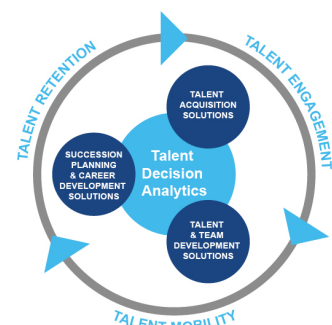 TALENT RETENTION
TALENT ENGAGEMENT
TALENT
ACQUISITION
SOLUTIONS
SUCCESSION
PLANNING
& CAREER
DEVELOPMENT
SOLUTIONS
Talent
Decision
Analytics
TALENT
& TEAM
DEVELOPMENT
SOLUTIONS
TALENT MOBILITY